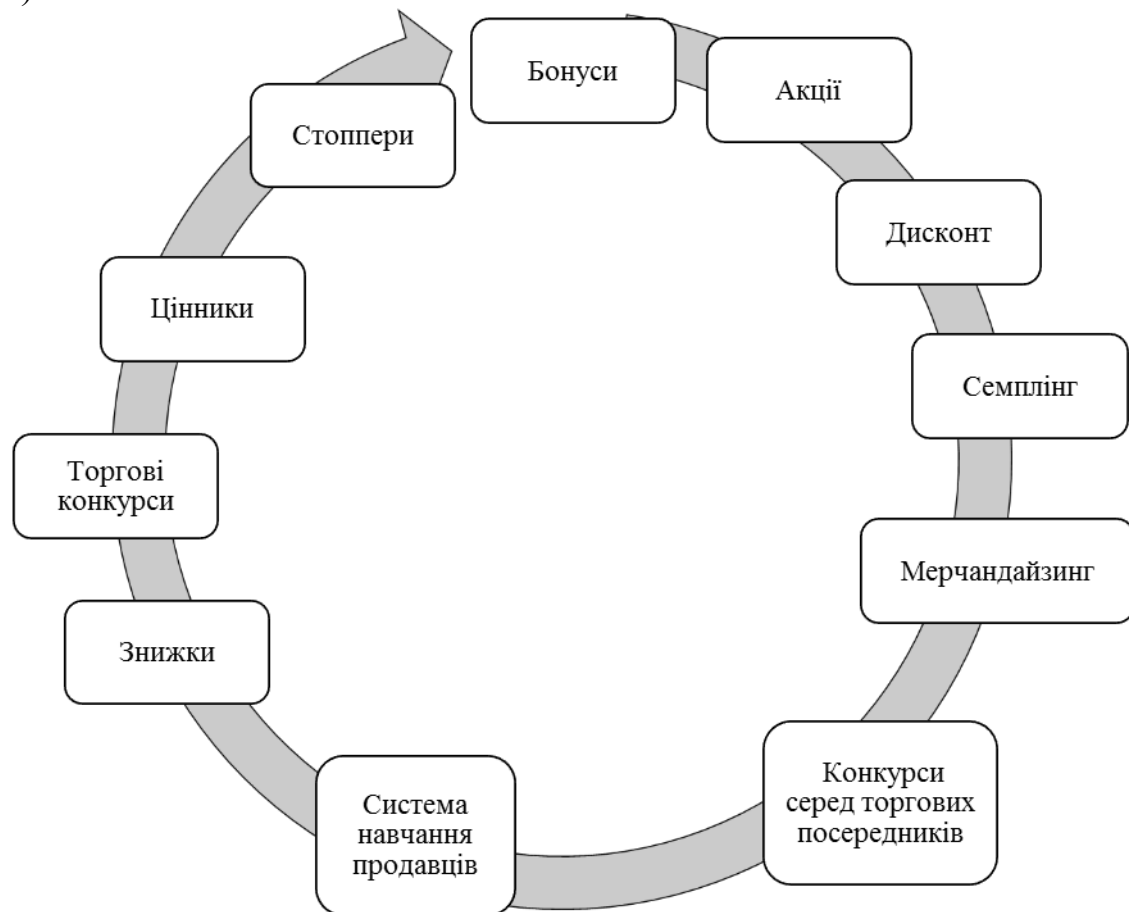 )
Бонуси
Акції
Дисконт
Семплінг
Мерчандайзинг
Конкурси
серед торгових
посередників
Система
навчання
продавців
Знижки
Торгові
конкурси
Цінники
Стоппери